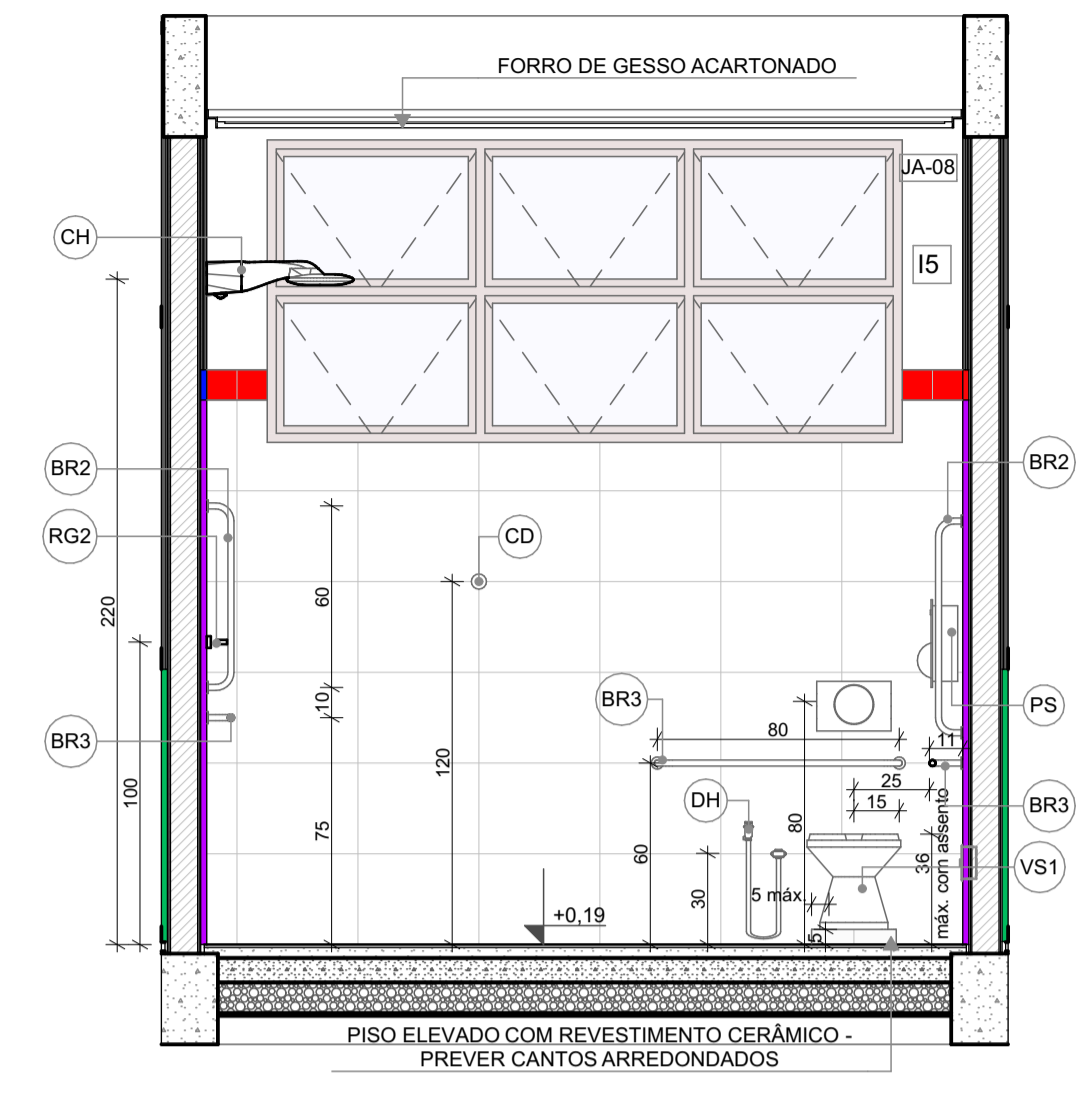 FORRO DE GESSO ACARTONADO
JA-08
CH
I5
BR2
BR2
RG2
CD
60
220
10
BR3
PS
BR3
80
11
120
25
100
DH
15
BR3
75
80
60
36
máx. com assento
VS1
30
5 máx.
+0,19
5
PISO ELEVADO COM REVESTIMENTO CERÂMICO -
PREVER CANTOS ARREDONDADOS